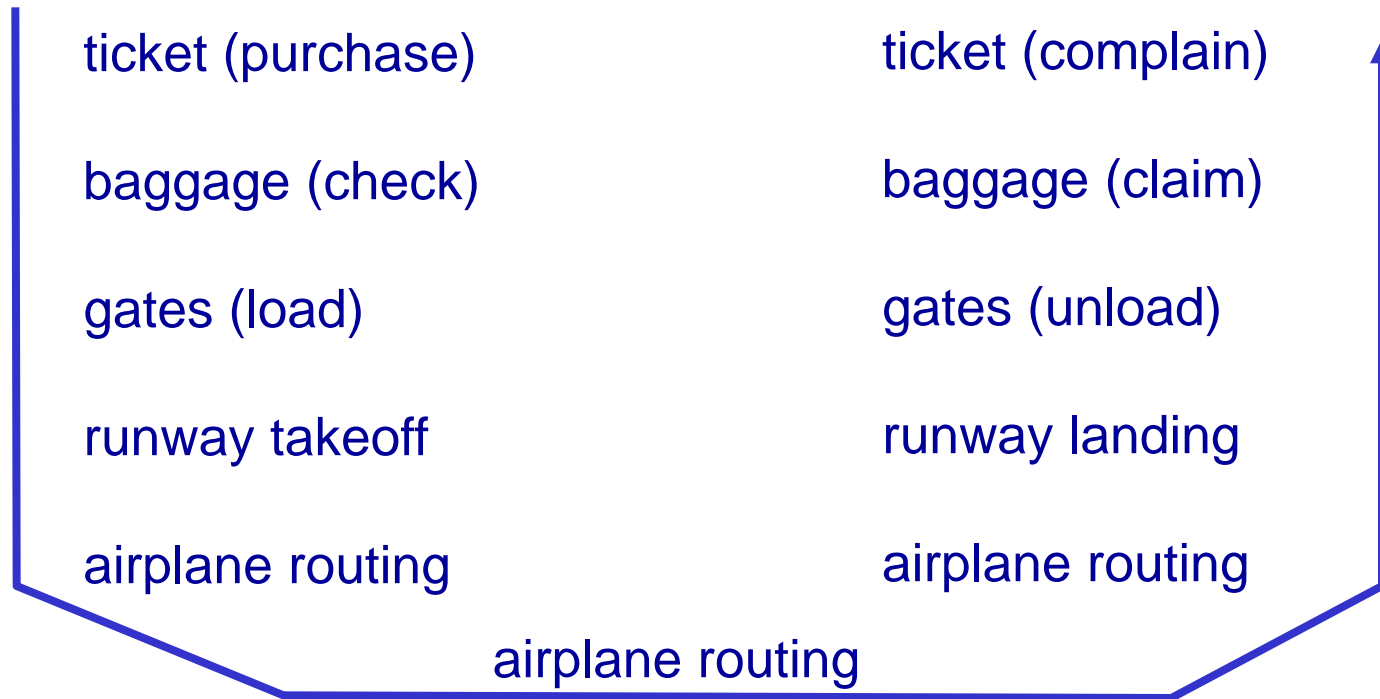 ticket (purchase)
baggage (check)
gates (load)
runway takeoff
airplane routing
airplane routing
ticket (complain)
baggage (claim)
gates (unload)
runway landing
airplane routing